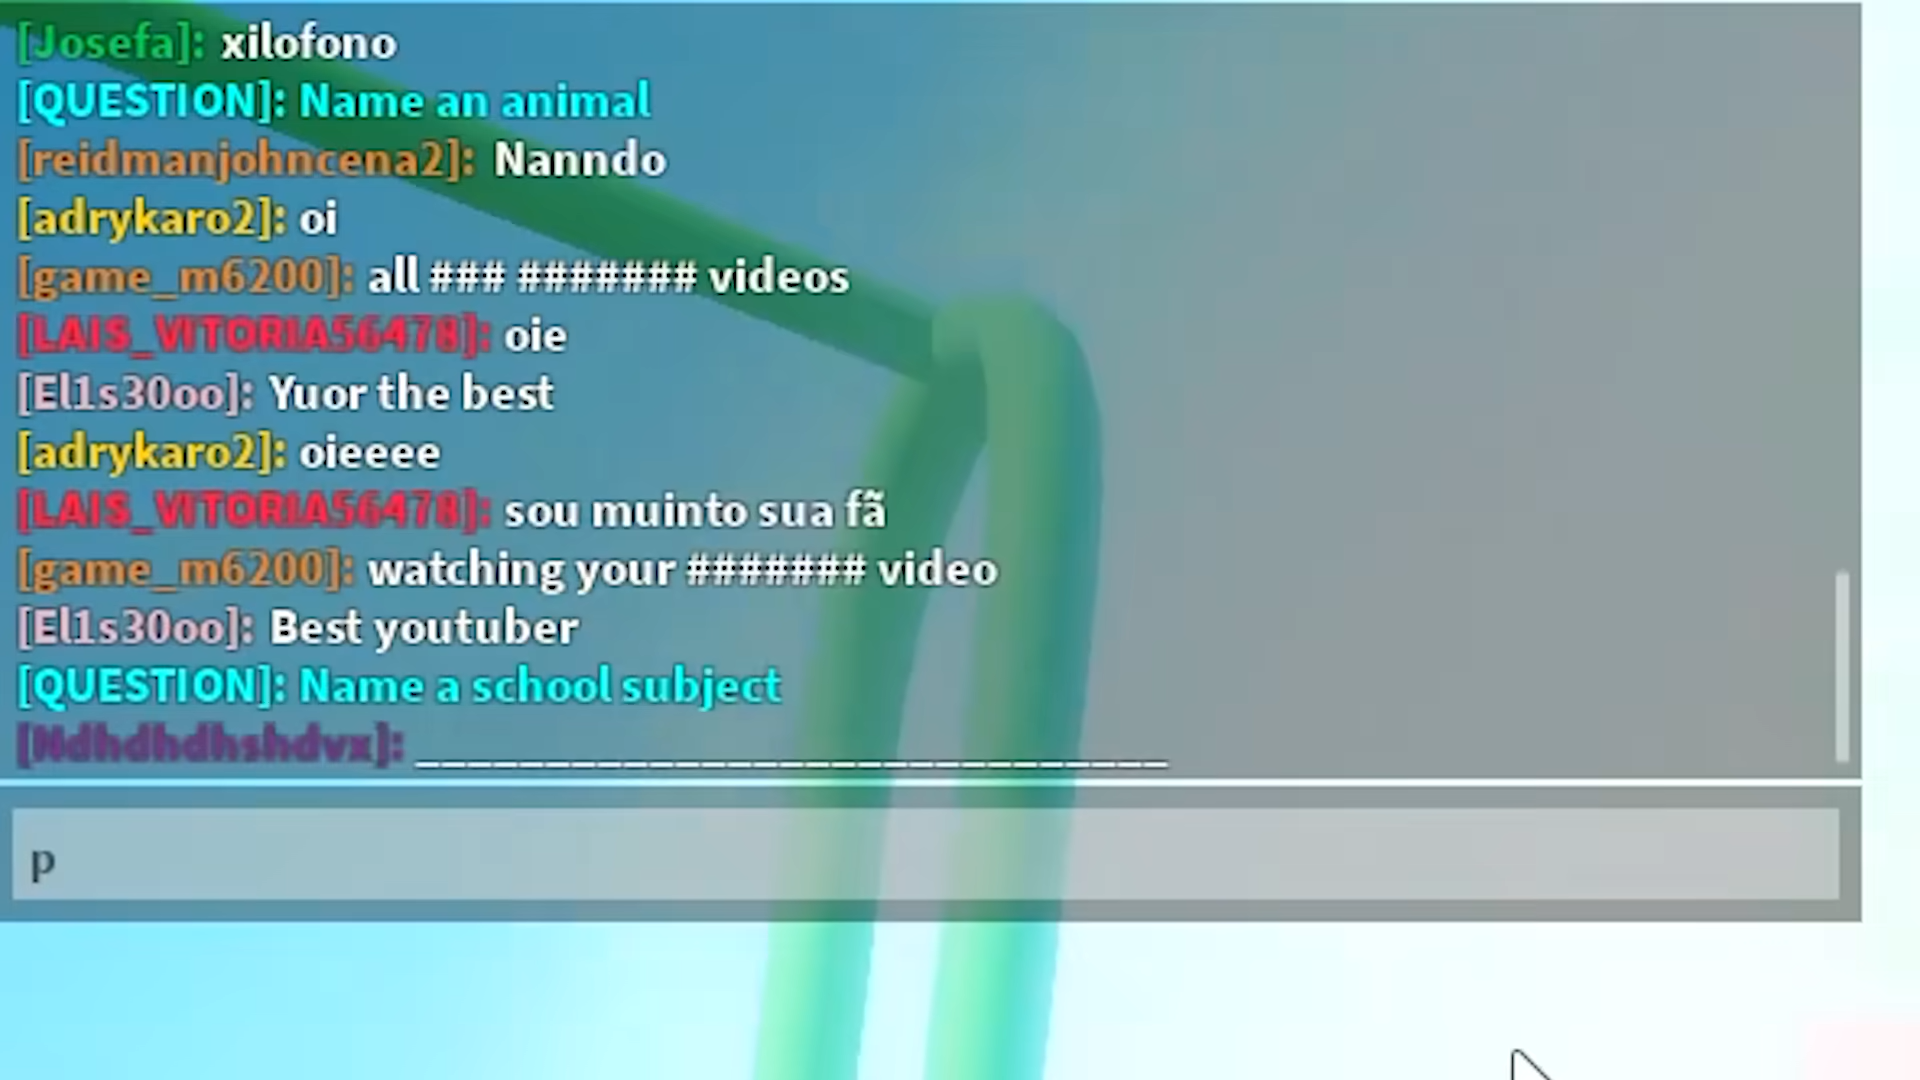 [Josefa]: xilofono
[QUESTION]: Name an animal
[reidmanjohncena2]: Nanndo
[adrykaro2]: oi
[game_m6200]: all ### ####### videos
[LAIS_VITORIA56478]: oie
[El1s30oo]: Yuor the best
[adrykaro2]: oieeee
[LAIS_VITORIA56478]: sou muinto sua fã
[game_m6200]: watching your ####### video
[El1s30oo]: Best youtuber
[QUESTION]: Name a school subject
[Ndhdhdhshdvx]: _____________________________
p